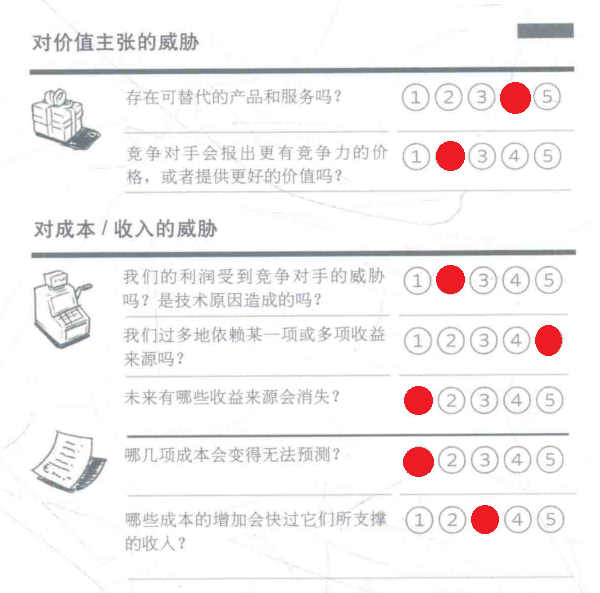 对价值主张的威胁
存在可替代的产品和服务吗？ ① ② ③ ⑤
竞争对手会报出更有竞争力的价 ① ③ ④ ⑤
格，或者提供更好的价值吗？
对成本 / 收入的威胁
我们的利润受到竞争对手的威胁 ① ③ ④ ⑤
吗？是技术原因造成的吗？
我们过多地依赖某一项或多项收益 ① ② ③ ④
来源吗？
未来有哪些收益来源会消失？ ② ③ ④ ⑤
哪几项成本会变得无法预测？ ② ③ ④ ⑤
哪些成本的增加会快过它们所支撑 ① ② ④ ⑤
的收入？